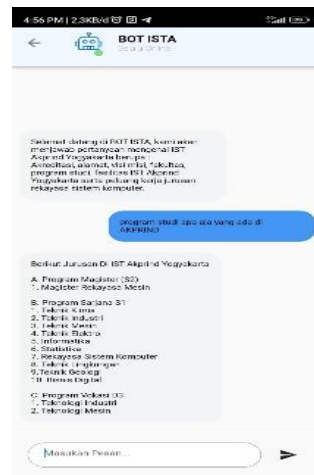 4:56 PM | 2,3KB/d
BOT ISTA
Selalu Online
Selamat datang di BOT ISTA, kami akan
menjawab pertanyaan mengenai IST
Akprind Yogyakarta berupa :
Akreditasi, alamat, visi misi, fakultas,
program studi, fasilitas IST Akprind
Yogyakarta serta peluang kerja jurusan
rekayasa sistem komputer.
program studi apa aja yang ada di
AKPRIND
Berikut Jurusan Di IST Akprind Yogyakarta
A. Program Magister (S2)
1. Magister Rekayasa Mesin
B. Program Sarjana S1
1. Teknik Kimia
2. Teknik Industri
3. Teknik Mesin
4. Teknik Elektro
5. Informatika
6. Statistika
7. Rekayasa Sistem Komputer
8. Teknik Lingkungan
9.Teknik Geologi
10. Bisnis Digital
C. Program Vokasi D3
1. Teknologi Industri
2. Teknologi Mesin
Masukan Pesan...